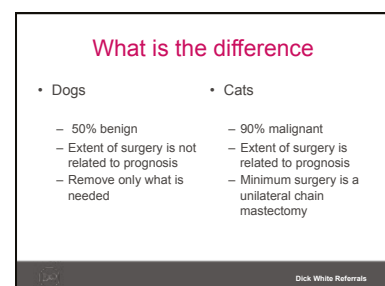 What is the difference
• Dogs
– 50% benign
– Extent of surgery is not
related to prognosis
– Remove only what is
needed
• Cats
– 90% malignant
– Extent of surgery is
related to prognosis
– Minimum surgery is a
unilateral chain
mastectomy
Dick White Referrals